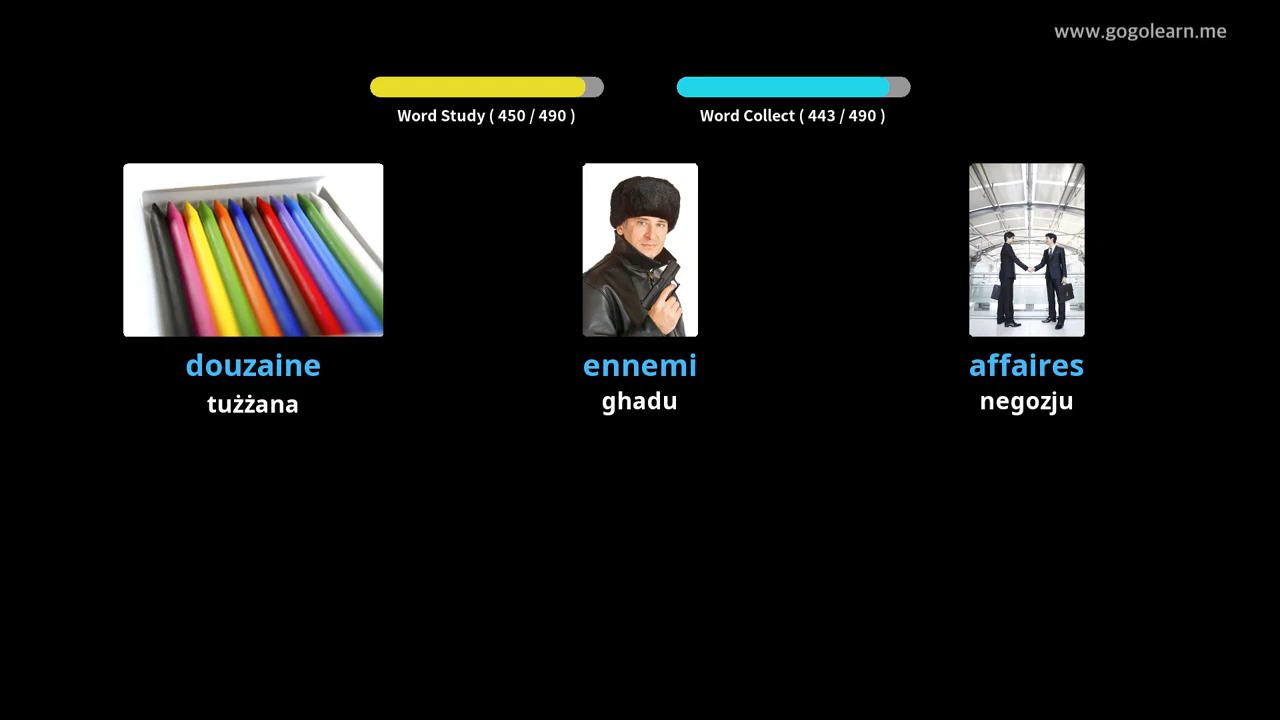 www.gogolearn.me
Word Study ( 450 / 490 )
Word Collect ( 443 / 490 )
douzaine
ennemi
affaires
tużżana
ghadu
negozju